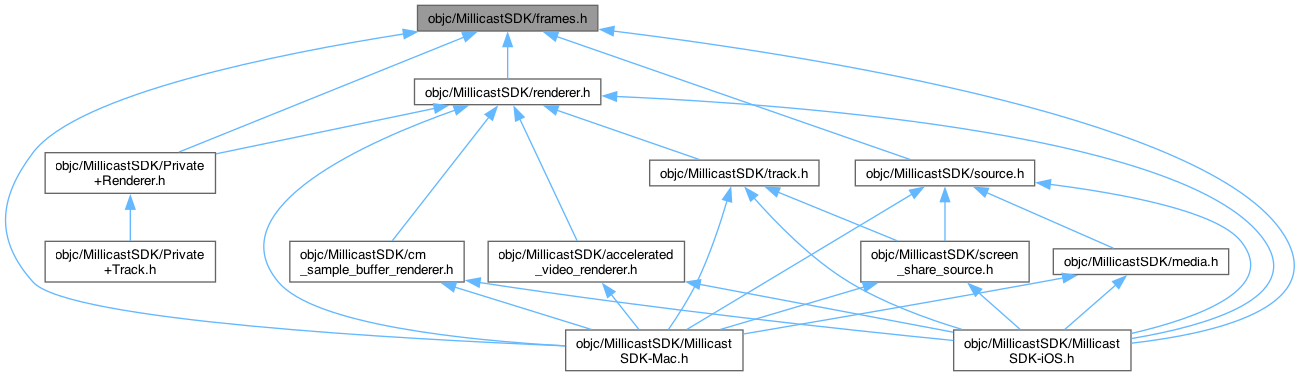 objc/MillicastSDK/frames.h
objc/MillicastSDK/renderer.h
objc/MillicastSDK/Private
+Renderer.h
objc/MillicastSDK/track.h
objc/MillicastSDK/source.h
objc/MillicastSDK/Private
+Track.h
objc/MillicastSDK/cm
_sample_buffer_renderer.h
objc/MillicastSDK/accelerated
_video_renderer.h
objc/MillicastSDK/screen
_share_source.h
objc/MillicastSDK/media.h
objc/MillicastSDK/Millicast
SDK-Mac.h
objc/MillicastSDK/Millicast
SDK-iOS.h